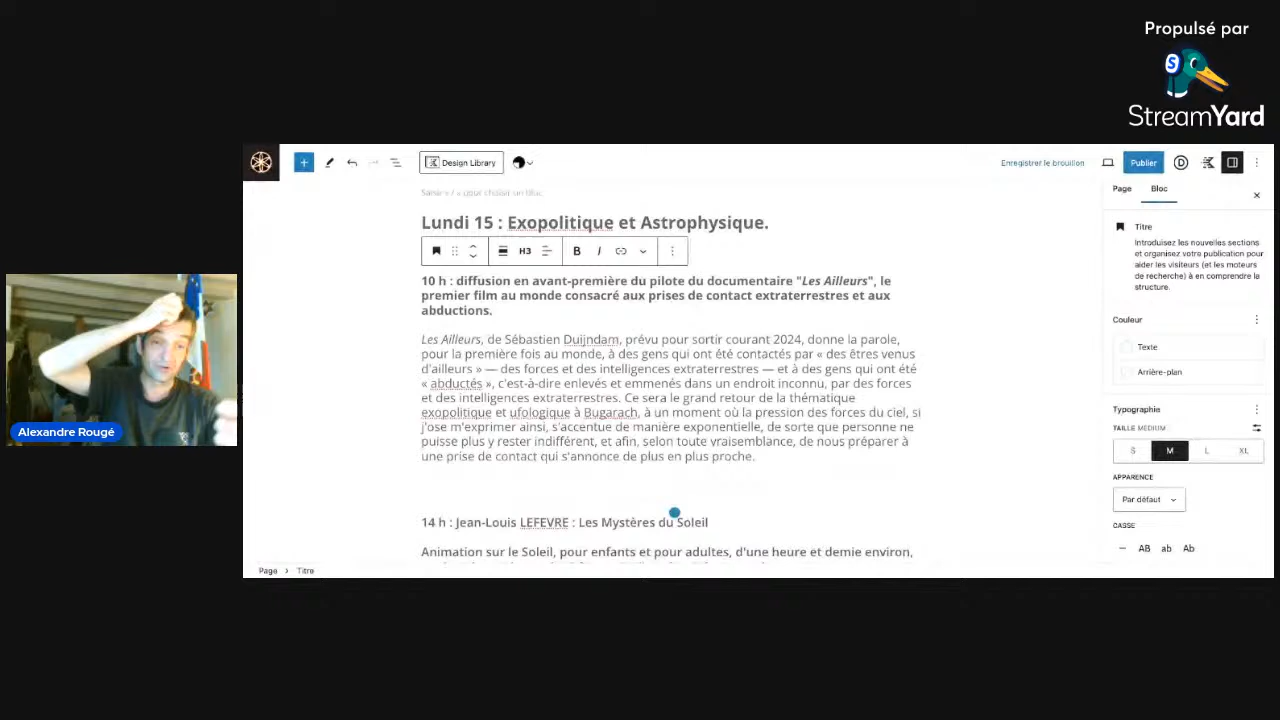 Propulsé par
StreamYard
Design Library
Enregistrer le brouillon
Publier
Page Bloc
Lundi 15 : Exopolitique et Astrophysique.
H3 B I
10 h : diffusion en avant-première du pilote du documentaire "Les Ailleurs", le
premier film au monde consacré aux prises de contact extraterrestres et aux
abductions.
Les Ailleurs, de Sébastien Duijndam, prévu pour sortir courant 2024, donne la parole,
pour la première fois au monde, à des gens qui ont été contactés par « des êtres venus
d'ailleurs » — des forces et des intelligences extraterrestres — et à des gens qui ont été
« abductés », c'est-à-dire enlevés et emmenés dans un endroit inconnu, par des forces
et des intelligences extraterrestres. Ce sera le grand retour de la thématique
exopolitique et ufologique à Bugarach, à un moment où la pression des forces du ciel, si
j'ose m'exprimer ainsi, s'accentue de manière exponentielle, de sorte que personne ne
puisse plus y rester indifférent, et afin, selon toute vraisemblance, de nous préparer à
une prise de contact qui s'annonce de plus en plus proche.
14 h : Jean-Louis LEFEVRE : Les Mystères du Soleil
Animation sur le Soleil, pour enfants et pour adultes, d'une heure et demie environ,
Page › Titre
Titre
Introduisez les nouvelles sections
et organisez votre publication pour
aider les visiteurs (et les moteurs
de recherche) à en comprendre la
structure.
Couleur
Texte
Arrière-plan
Typographie
TAILLE MEDIUM
S M L XL
APPARENCE
Par défaut
CASSE
— AB ab Ab
Alexandre Rougé